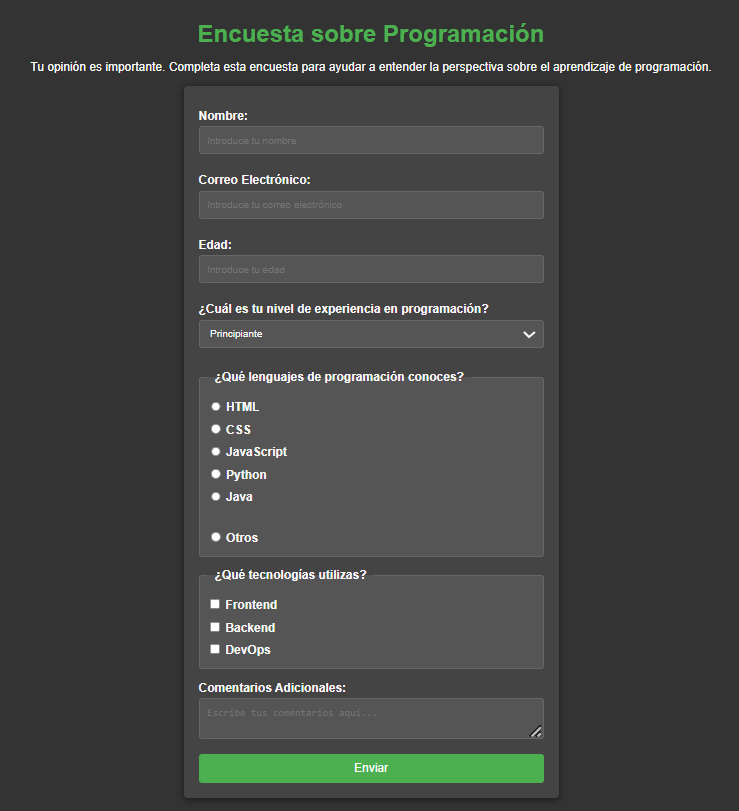 Encuesta sobre Programación
Tu opinión es importante. Completa esta encuesta para ayudar a entender la perspectiva sobre el aprendizaje de programación.
Nombre:
Introduce tu nombre
Correo Electrónico:
Introduce tu correo electrónico
Edad:
Introduce tu edad
¿Cuál es tu nivel de experiencia en programación?
Principiante
¿Qué lenguajes de programación conoces?
HTML
CSS
JavaScript
Python
Java
Otros
¿Qué tecnologías utilizas?
Frontend
Backend
DevOps
Comentarios Adicionales:
Escribe tus comentarios aquí...
Enviar